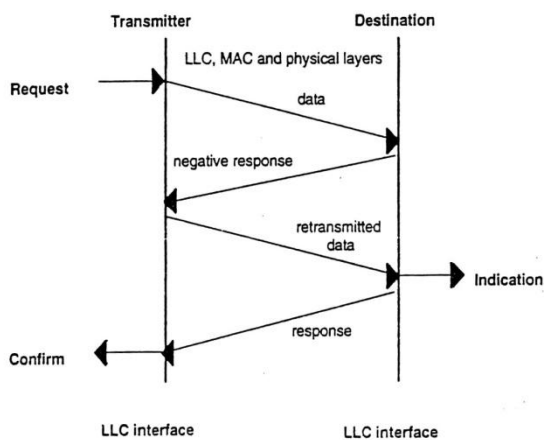 Transmitter
Destination
LLC, MAC and physical layers
Request
data
negative response
retransmitted
data
Indication
response
Confirm
LLC interface
LLC interface